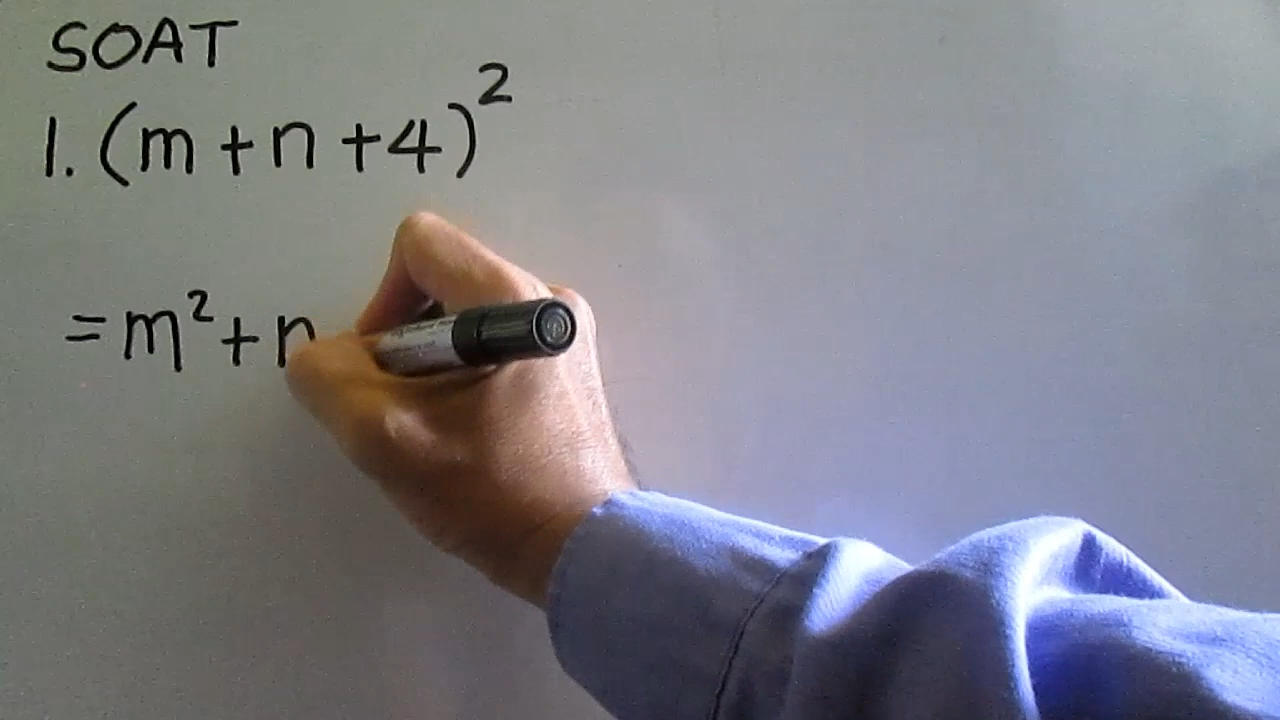 SOAT
1. (m+n+4)²
=m²+n